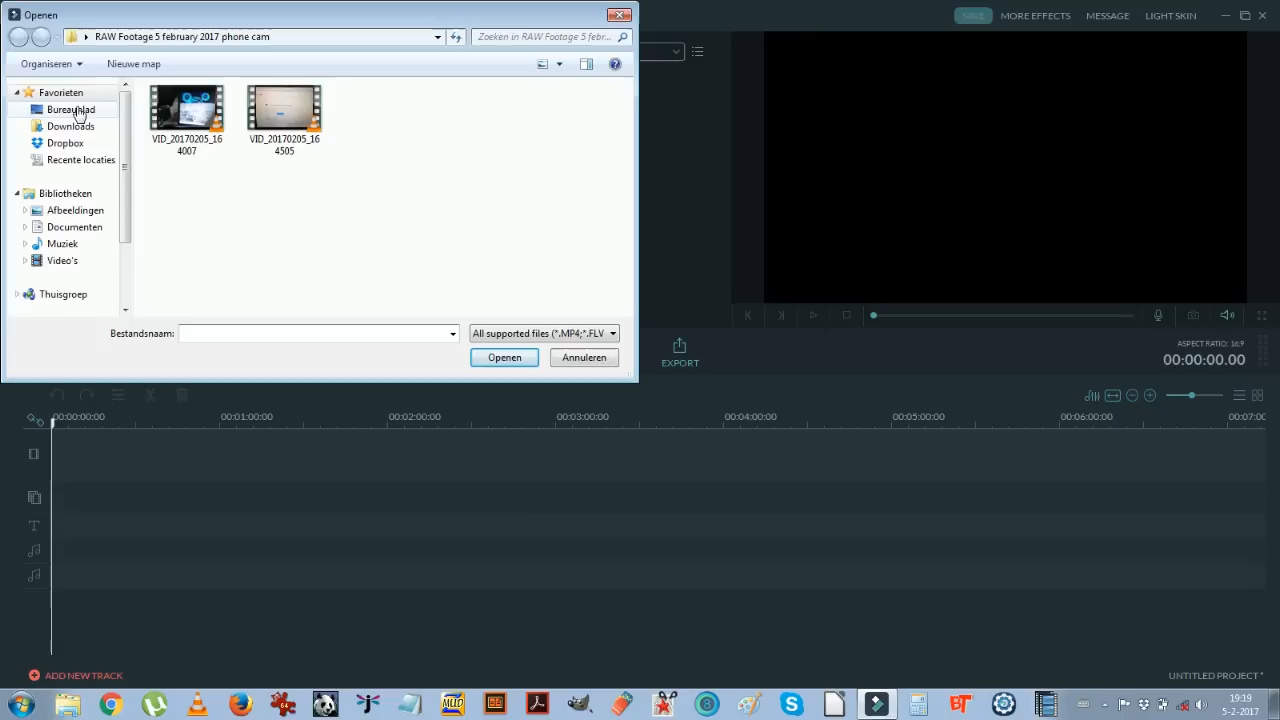 Openen
SAVE
MORE EFFECTS
MESSAGE
LIGHT SKIN
RAW Footage 5 february 2017 phone cam
Zoeken in RAW Footage 5 febr...
Organiseren
Nieuwe map
Favorieten
Bureaublad
Downloads
Dropbox
Recente locaties
Bibliotheken
Afbeeldingen
Documenten
Muziek
Video's
Thuisgroep
VID_20170205_16
4007
VID_20170205_16
4505
Bestandsnaam:
All supported files (*.MP4;*.FLV
Openen
Annuleren
EXPORT
ASPECT RATIO: 16:9
00:00:00.00
00:00:00:00
00:01:00:00
00:02:00:00
00:03:00:00
00:04:00:00
00:05:00:00
00:06:00:00
00:07:0
ADD NEW TRACK
UNTITLED PROJECT*
19:19
5-2-2017